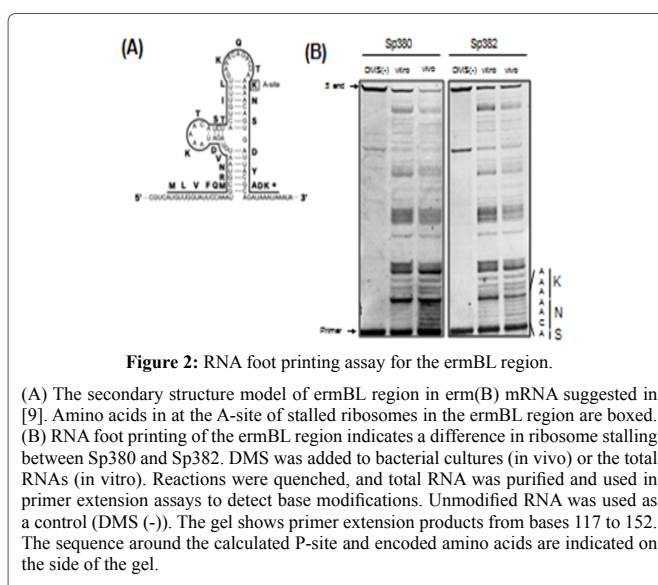 (A)
(B)
Sp380
Sp382
DMS(-) vitro vivo
DMS(-) vitro vivo
5 end
Q
K
T
K A-site
L
N
I
S
T
S T
K
D
D
V
Y
N
R
M L V F Q M
A D K *
5'
3'
A
A K
A
A
A N
C
A S
Primer
Figure 2: RNA foot printing assay for the ermBL region.
(A) The secondary structure model of ermBL region in erm(B) mRNA suggested in
[9]. Amino acids in at the A-site of stalled ribosomes in the ermBL region are boxed.
(B) RNA foot printing of the ermBL region indicates a difference in ribosome stalling
between Sp380 and Sp382. DMS was added to bacterial cultures (in vivo) or the total
RNAs (in vitro). Reactions were quenched, and total RNA was purified and used in
primer extension assays to detect base modifications. Unmodified RNA was used as
a control (DMS (-)). The gel shows primer extension products from bases 117 to 152.
The sequence around the calculated P-site and encoded amino acids are indicated on
the side of the gel.